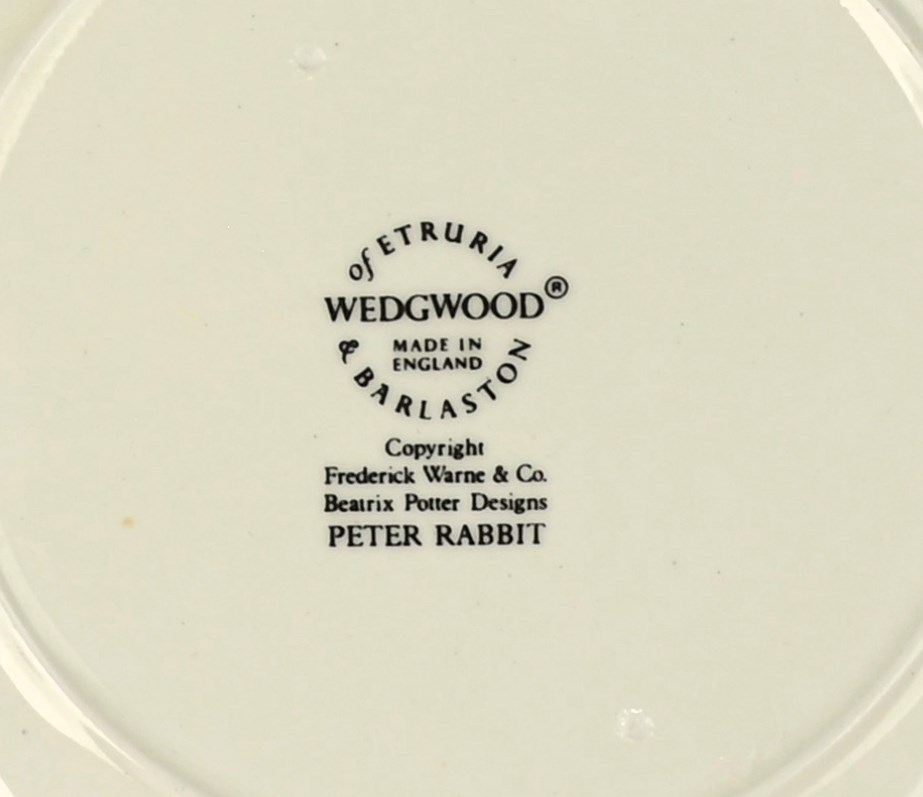 of ETRURIA
WEDGWOOD®
MADE IN
ENGLAND
& BARLASTON
Copyright
Frederick Warne & Co.
Beatrix Potter Designs
PETER RABBIT